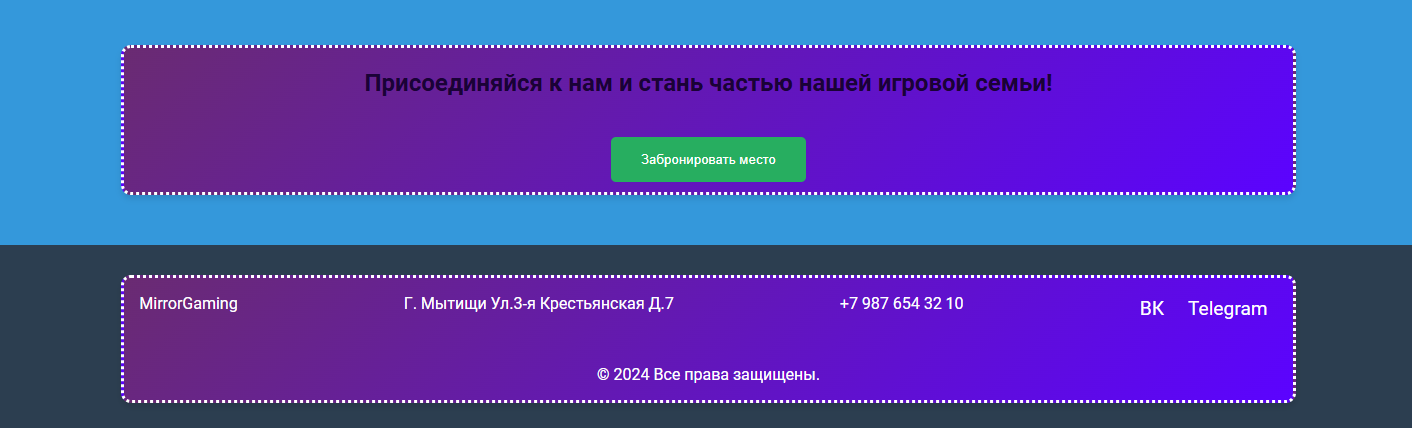 Присоединяйся к нам и стань частью нашей игровой семьи!
Забронировать место
MirrorGaming Г. Мытищи Ул.3-я Крестьянская Д.7 +7 987 654 32 10 ВК Telegram
© 2024 Все права защищены.